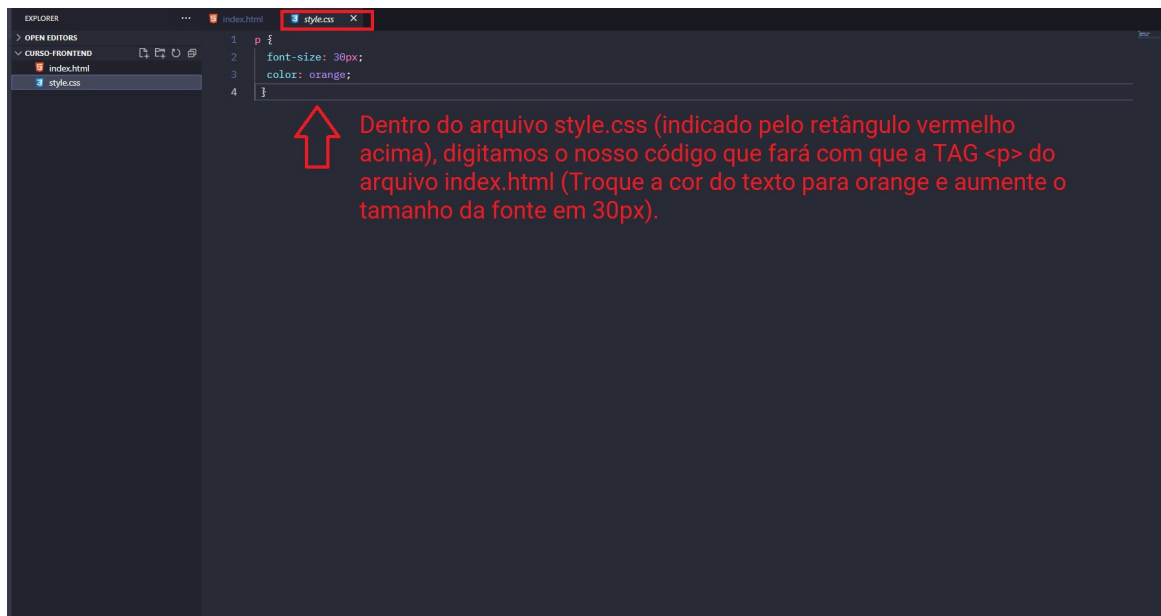 EXPLORER
index.html
style.css
OPEN EDITORS
CURSO-FRONTEND
index.html
style.css
1 p {
2 font-size: 30px;
3 color: orange;
4 }
Dentro do arquivo style.css (indicado pelo retângulo vermelho
acima), digitamos o nosso código que fará com que a TAG <p> do
arquivo index.html (Troque a cor do texto para orange e aumente o
tamanho da fonte em 30px).